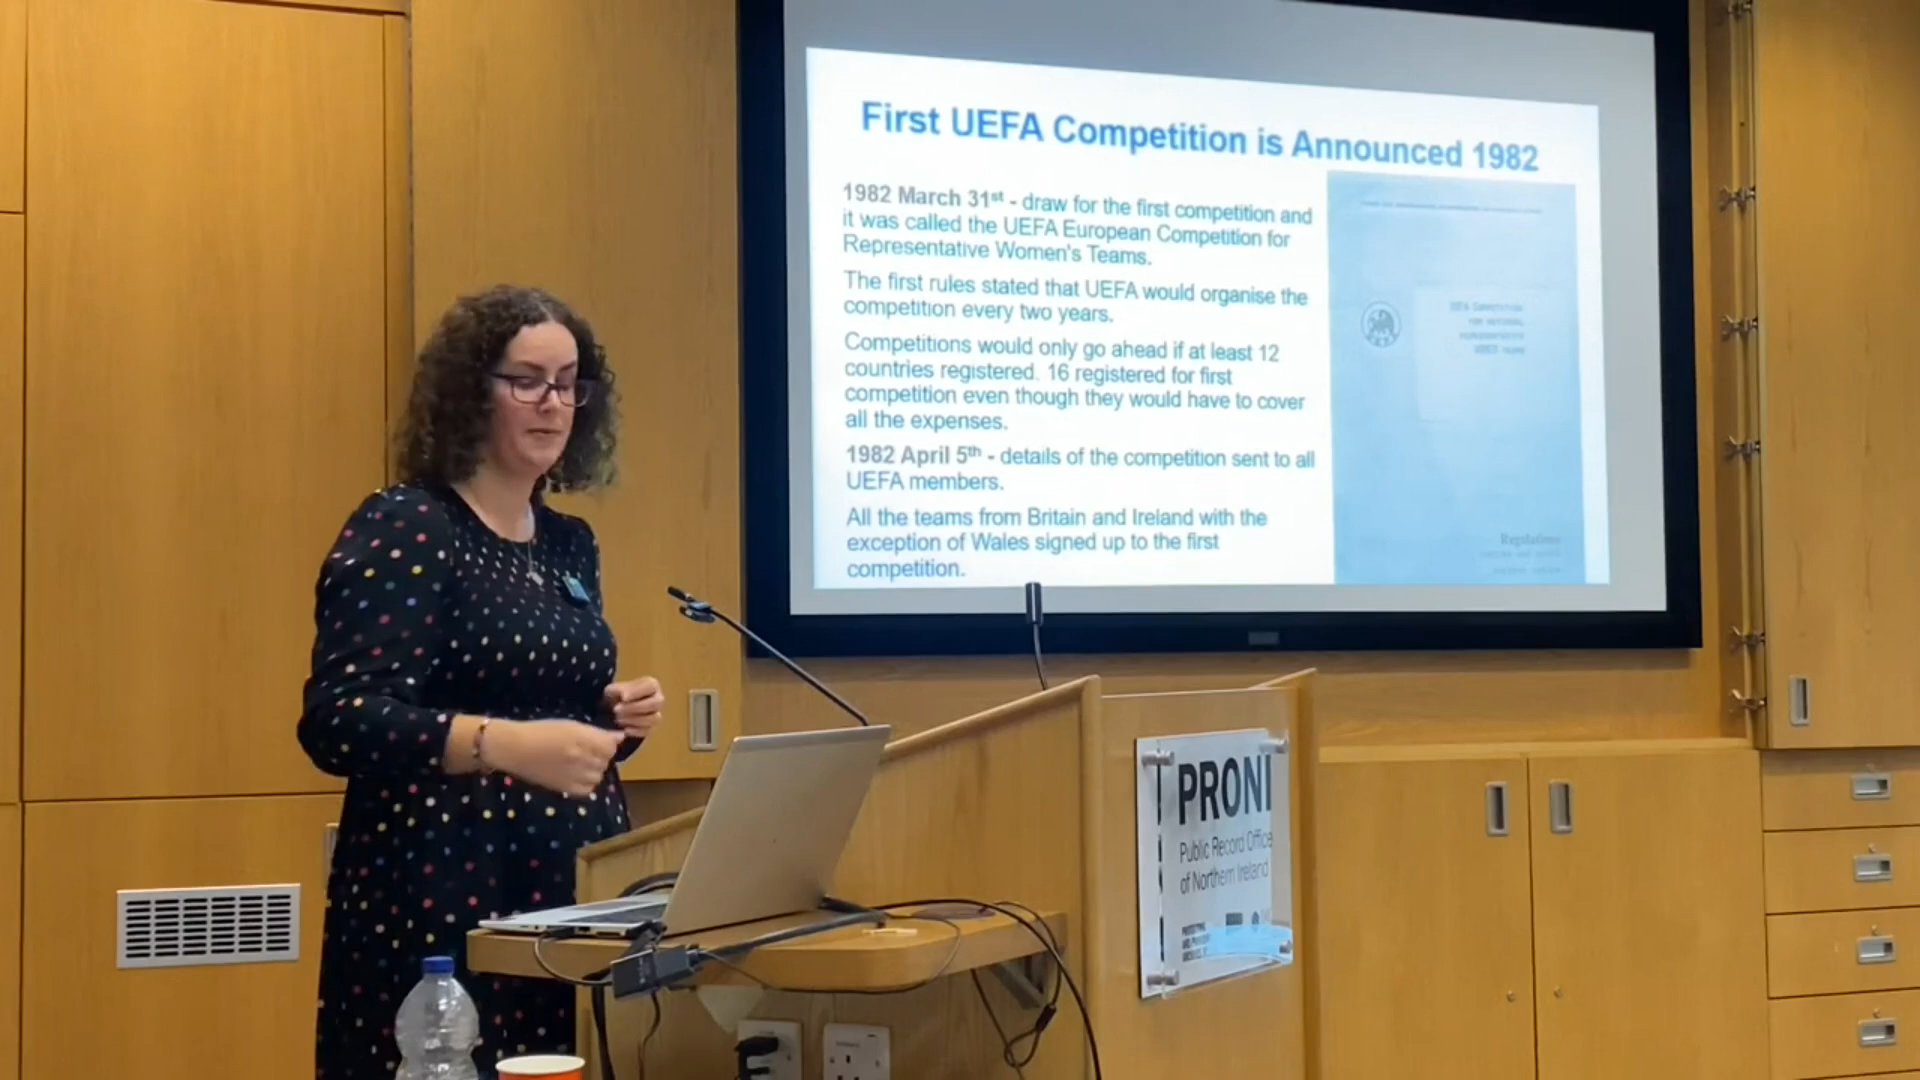 First UEFA Competition is Announced 1982
1982 March 31st - draw for the first competition and
it was called the UEFA European Competition for
Representative Women's Teams.
The first rules stated that UEFA would organise the
competition every two years.
Competitions would only go ahead if at least 12
countries registered. 16 registered for first
competition even though they would have to cover
all the expenses.
1982 April 5th - details of the competition sent to all
UEFA members.
All the teams from Britain and Ireland with the
exception of Wales signed up to the first
competition.
Regulations
PRONI
Public Record Office
of Northern Ireland